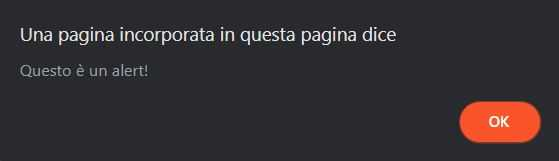 Una pagina incorporata in questa pagina dice
Questo è un alert!
OK